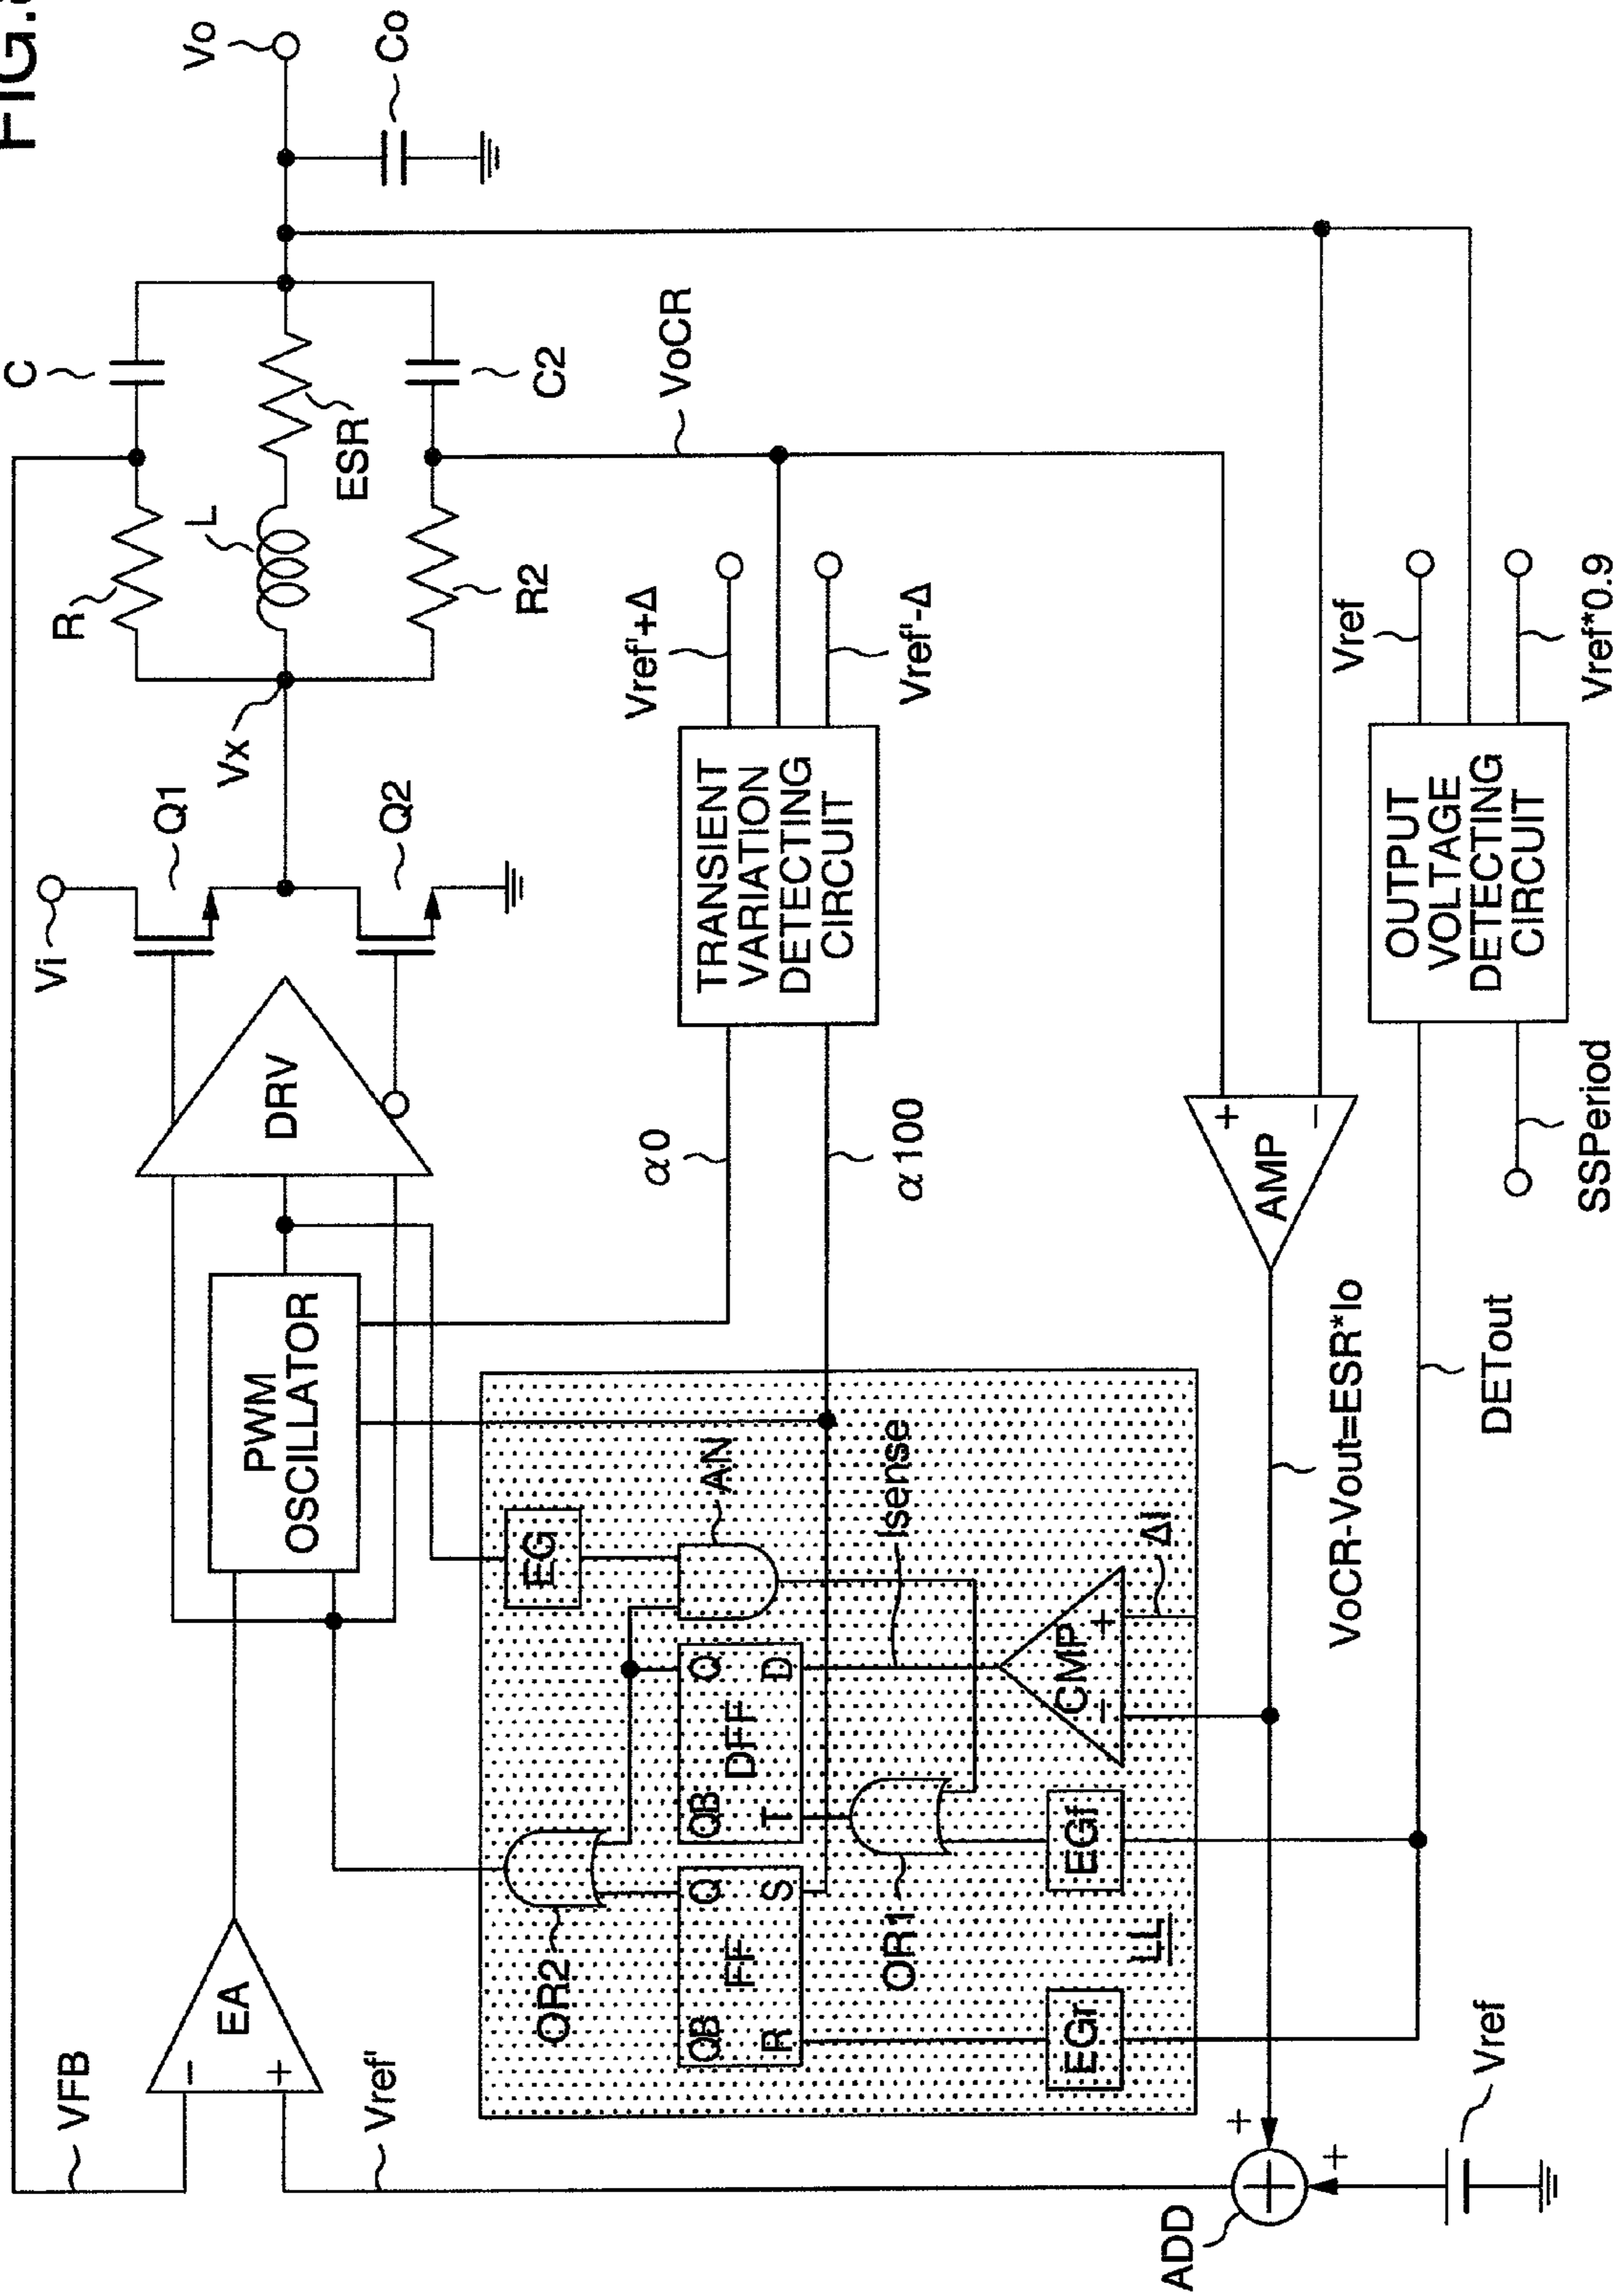 FIG.
VFB
EA
−
+
Vref'
PWM
OSCILLATOR
DRV
Vi
Q1
Q2
Vx
R
L
C
ESR
R2
C2
Vo
Co
VoCR
α0
α100
TRANSIENT
VARIATION
DETECTING
CIRCUIT
Vref'+Δ
Vref'-Δ
OR2
EG
AN
QB
Q
FF
R
S
QB
Q
DFF
T
D
Isense
OR1
CMP
−
+
ΔI
EGr
EGf
LL
AMP
+
−
VoCR-Vout=ESR*Io
DETout
SSPeriod
OUTPUT
VOLTAGE
DETECTING
CIRCUIT
Vref
Vref*0.9
ADD
+
+
Vref